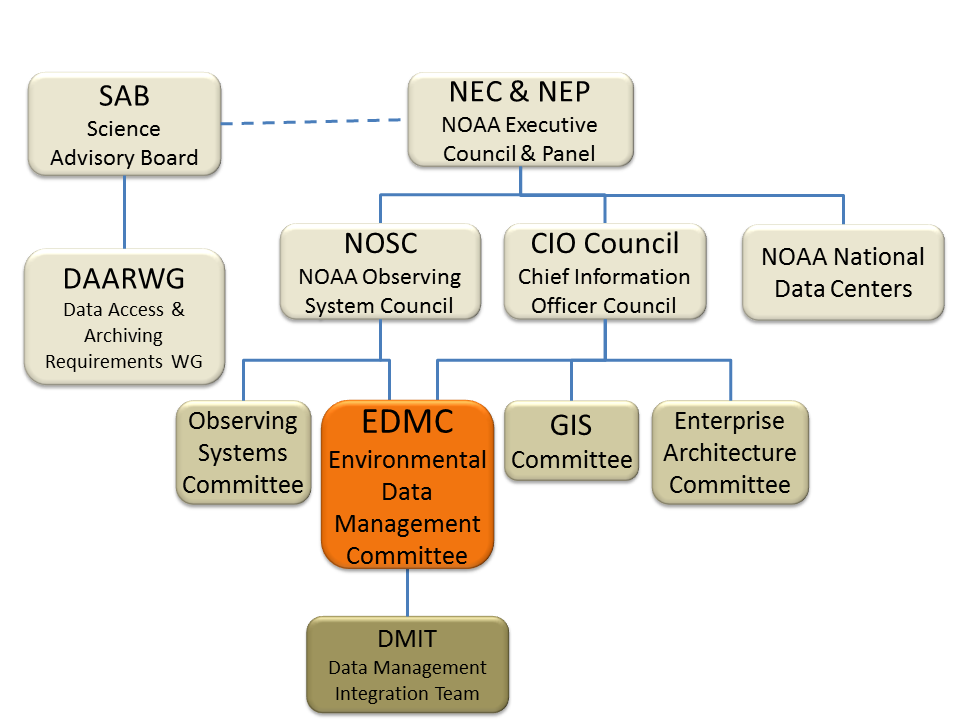 SAB
Science
Advisory Board
NEC & NEP
NOAA Executive
Council & Panel
DAARWG
Data Access &
Archiving
Requirements WG
NOSC
NOAA Observing
System Council
CIO Council
Chief Information
Officer Council
NOAA National
Data Centers
Observing
Systems
Committee
EDMC
Environmental
Data
Management
Committee
GIS
Committee
Enterprise
Architecture
Committee
DMIT
Data Management
Integration Team